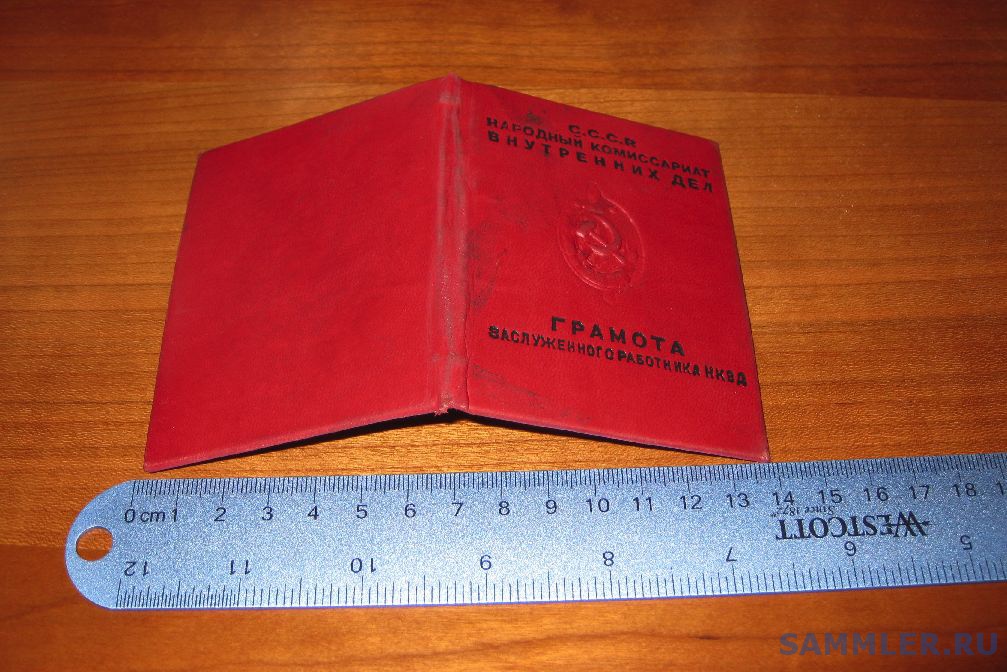 С.С.С.Р.
НАРОДНЫЙ КОМИССАРИАТ
ВНУТРЕННИХ ДЕЛ
ГРАМОТА
ЗАСЛУЖЕННОГО РАБОТНИКА НКВД
0 cm 1 2 3 4 5 6 7 8 9 10 11 12 13 14 15 16 17 18
WESTCOTT
Since 1872
12 11 10 9 8 7 6 5
SAMMLER.RU